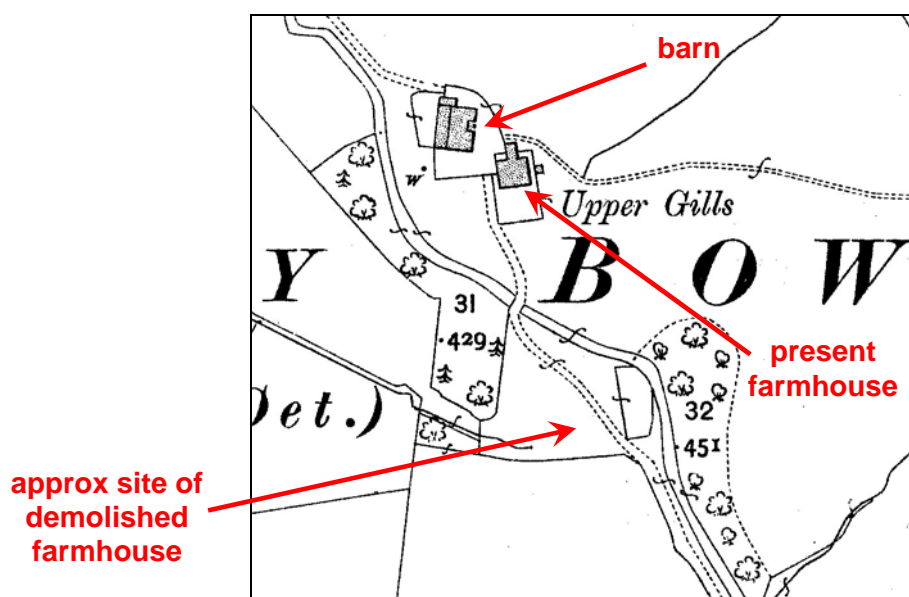 barn
w.
Upper Gills
Y B O W
31
·429
present
farmhouse
32
·451
Det.)
approx site of
demolished
farmhouse